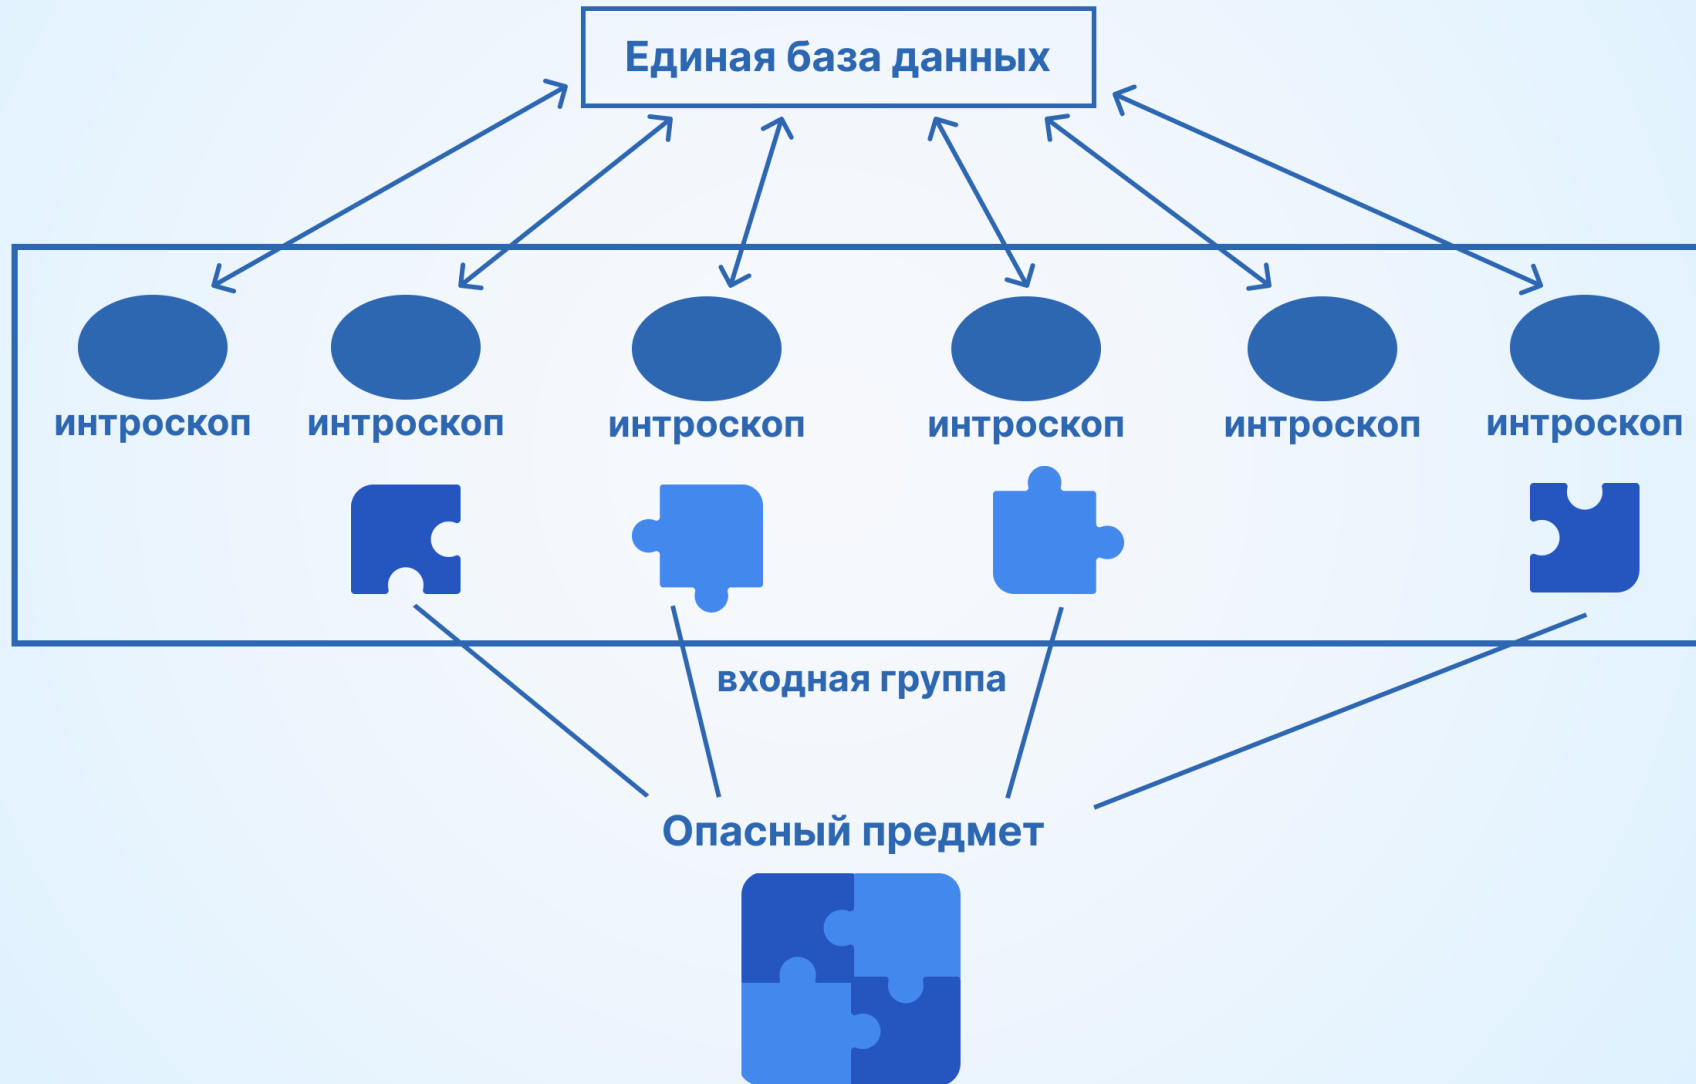 Единая база данных
интроскоп
интроскоп
интроскоп
интроскоп
интроскоп
интроскоп
входная группа
Опасный предмет